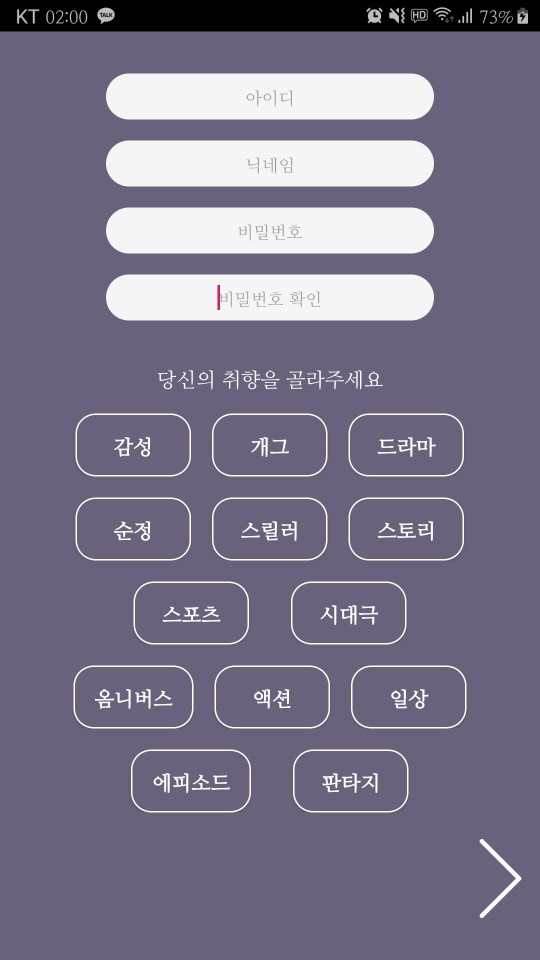 KT 02:00 TALK HD 73%
아이디
닉네임
비밀번호
비밀번호 확인
당신의 취향을 골라주세요
감성 개그 드라마
순정 스릴러 스토리
스포츠 시대극
옴니버스 액션 일상
에피소드 판타지